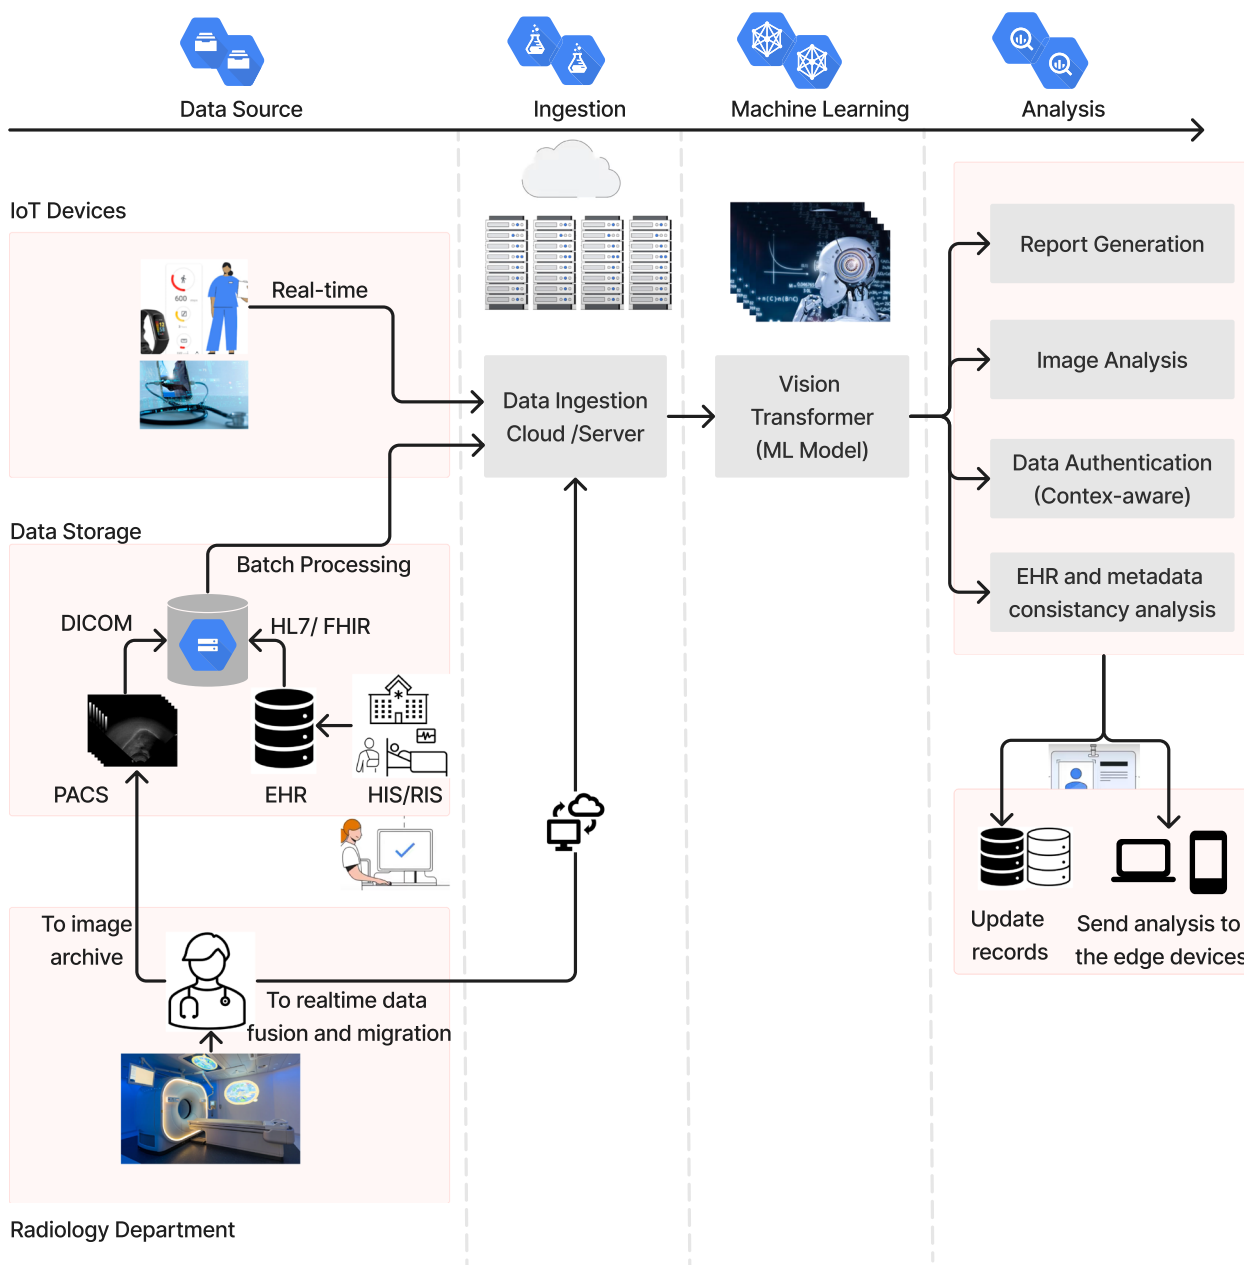 Data Source
Ingestion
Machine Learning
Analysis
IoT Devices
600
Real-time
Data Ingestion
Cloud /Server
Vision
Transformer
(ML Model)
Report Generation
Image Analysis
Data Authentication
(Contex-aware)
EHR and metadata
consistancy analysis
Data Storage
Batch Processing
DICOM
HL7/ FHIR
PACS
EHR
HIS/RIS
To image
archive
To realtime data
fusion and migration
Update
records
Send analysis to
the edge devices
Radiology Department